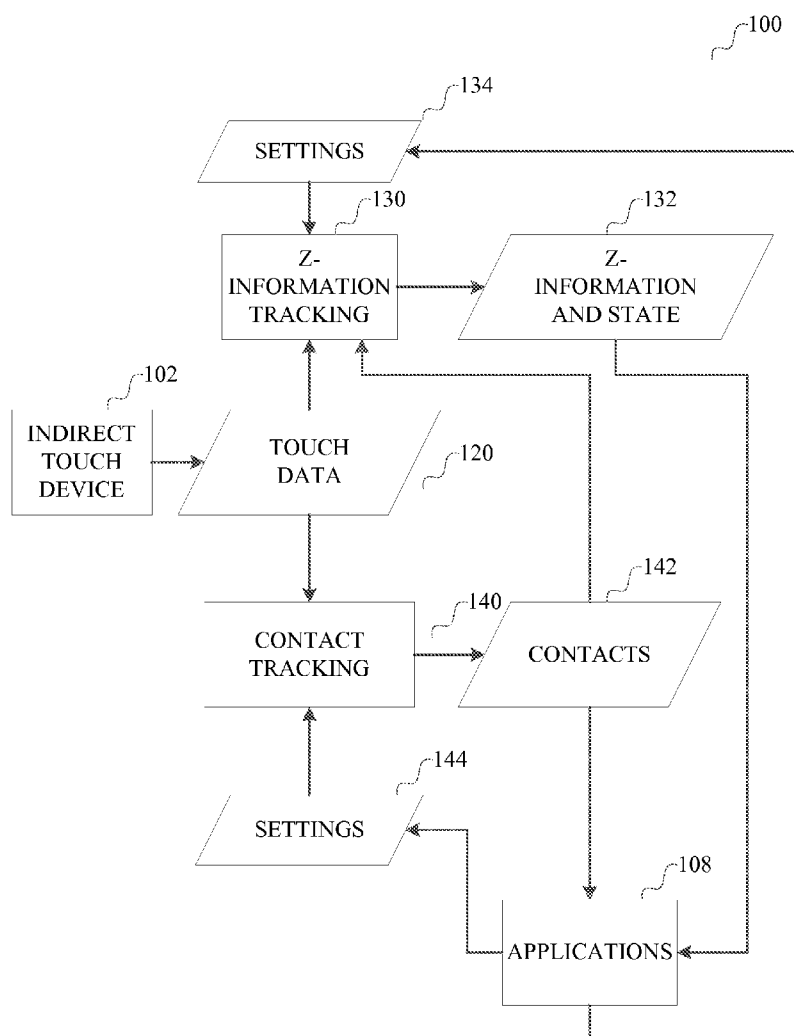 100
134
SETTINGS
130
132
Z-
INFORMATION
TRACKING
Z-
INFORMATION
AND STATE
102
INDIRECT
TOUCH
DEVICE
TOUCH
DATA
120
142
140
CONTACT
TRACKING
CONTACTS
144
SETTINGS
108
APPLICATIONS